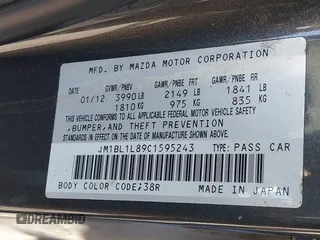 MFD. BY MAZDA MOTOR CORPORATION
GVWR/PNBV GAWR/PNBE FR GAWR/PNBE RR
01/12 3990LB 2149 LB 1841 LB
1810KG 975 KG 835 KG
THIS VEHICLE CONFORMS TO ALL APPLICABLE FEDERAL MOTOR VEHICLE SAFETY
, BUMPER, AND THEFT PREVENTION
STANDARDS IN EFFECT ON THE DATE OF MANUFACTURE SHOWN ABOVE.
JM1BL1L89C1595243 TYPE: PASS CAR
BODY COLOR CODE;38R MADE IN JAPAN
DREAMBID